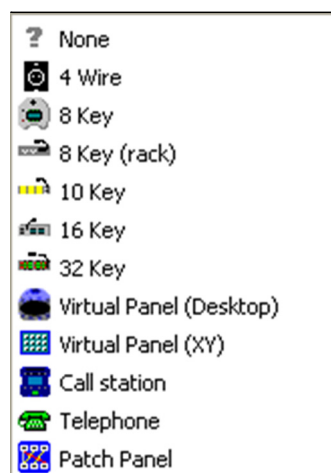 None
4 Wire
8 Key
8 Key (rack)
10 Key
16 Key
32 Key
Virtual Panel (Desktop)
Virtual Panel (XY)
Call station
Telephone
Patch Panel